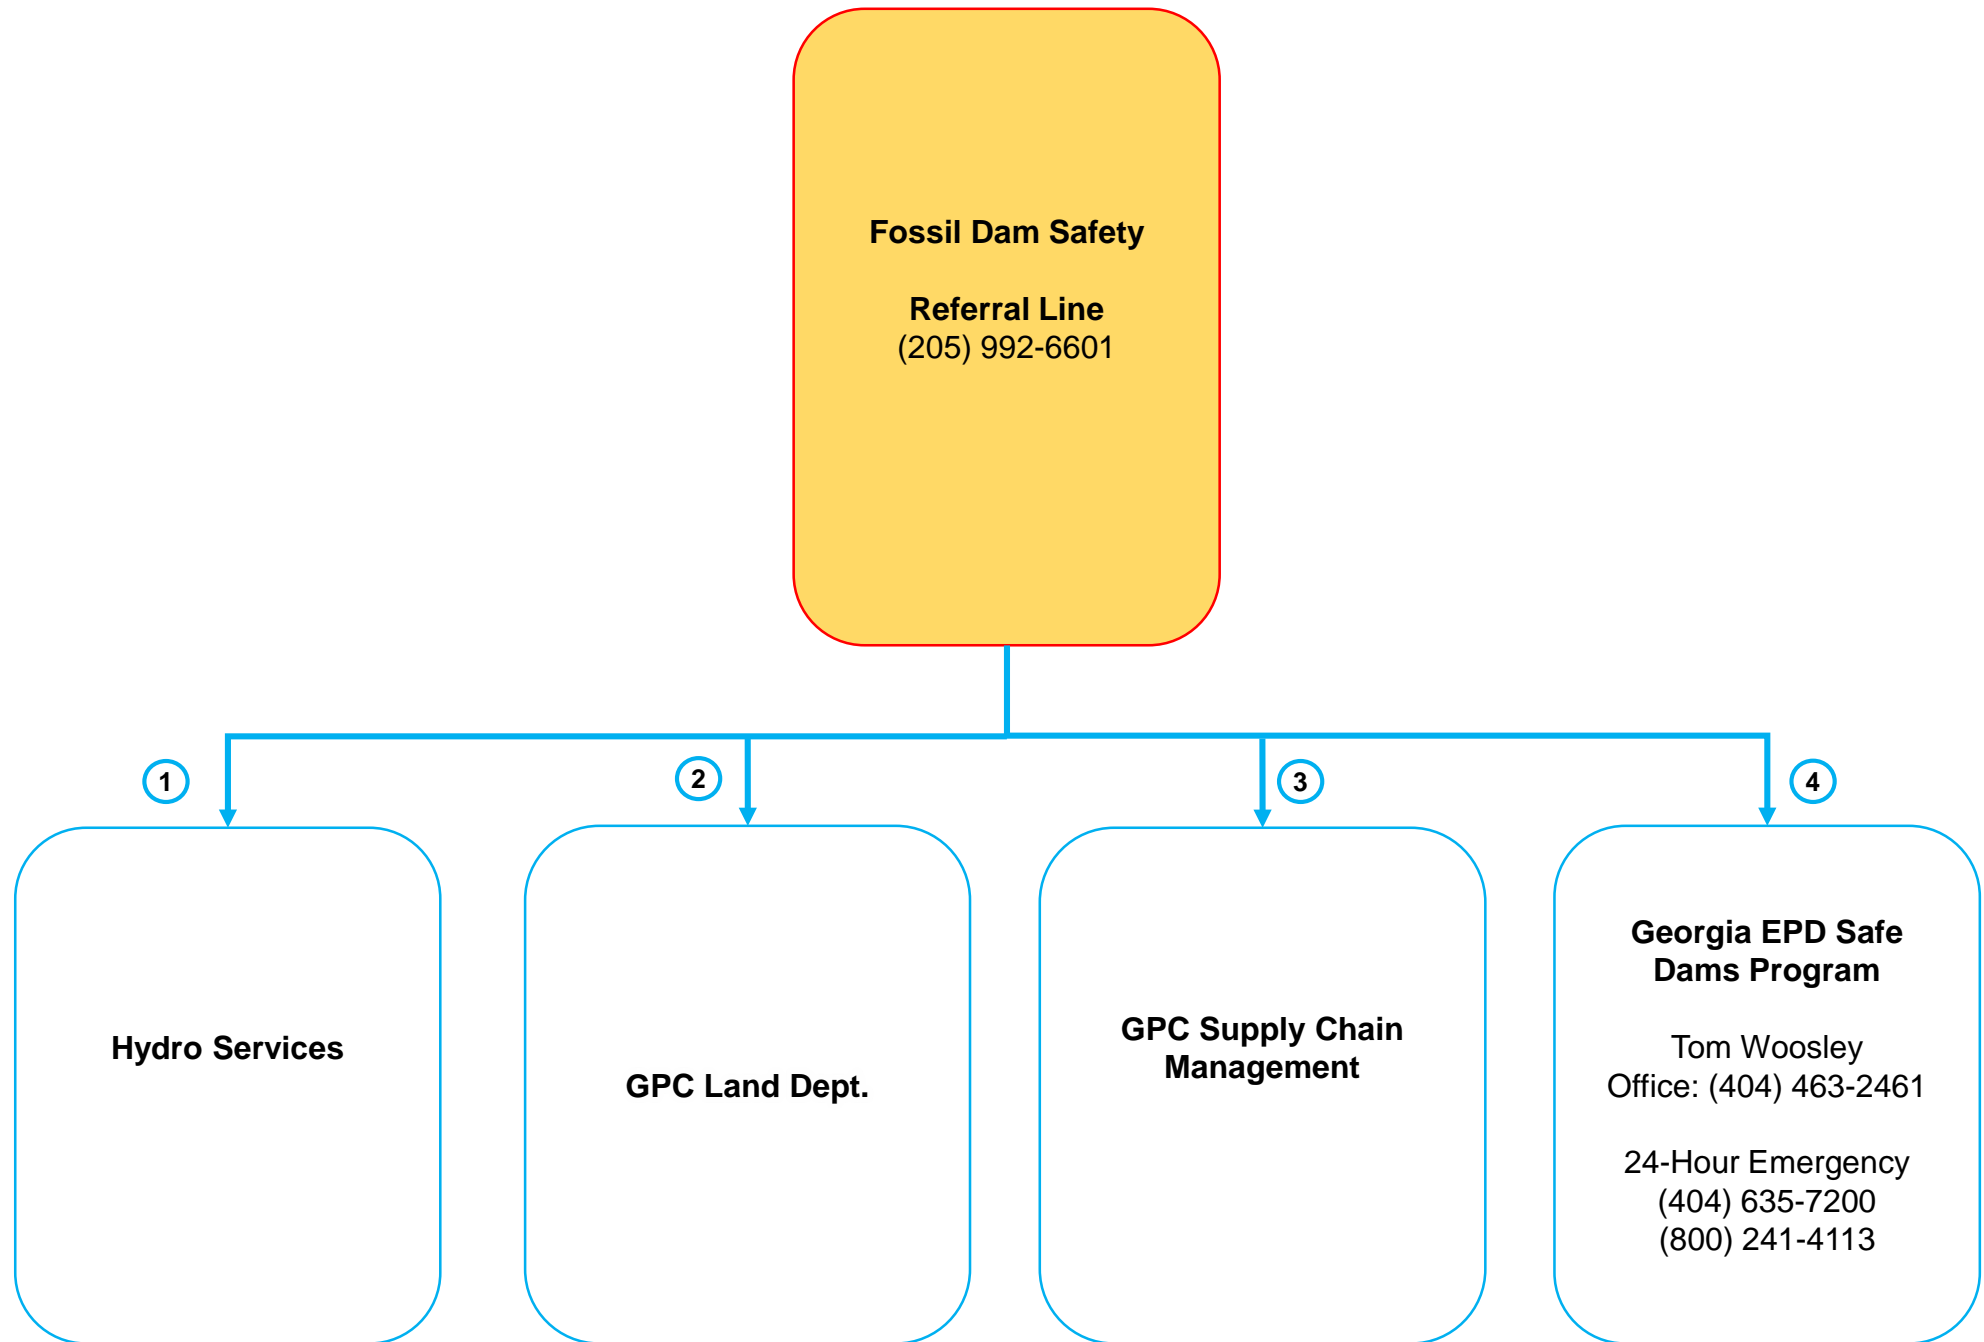 Fossil Dam Safety
Referral Line
(205) 992-6601
1
2
3
4
Hydro Services
GPC Land Dept.
GPC Supply Chain
Management
Georgia EPD Safe
Dams Program
Tom Woosley
Office: (404) 463-2461
24-Hour Emergency
(404) 635-7200
(800) 241-4113